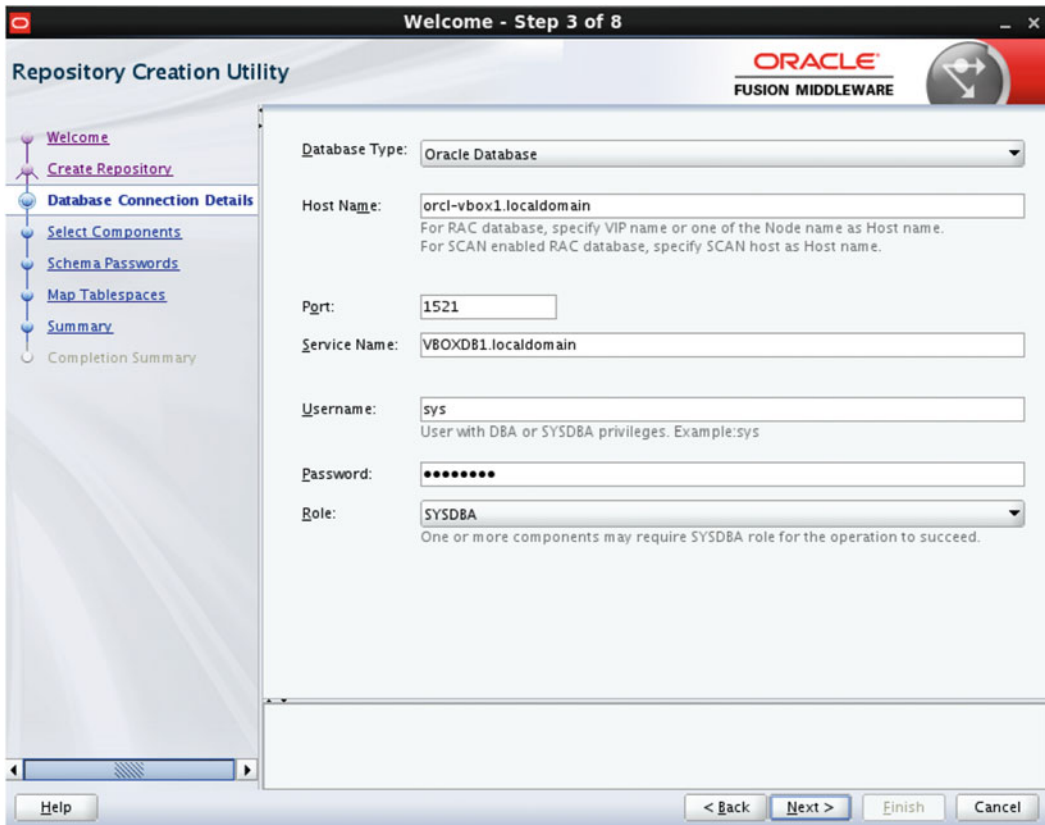 Welcome - Step 3 of 8
Repository Creation Utility
ORACLE
FUSION MIDDLEWARE
Welcome
Create Repository
Database Connection Details
Select Components
Schema Passwords
Map Tablespaces
Summary
Completion Summary
Database Type: Oracle Database
Host Name: orcl-vbox1.localdomain
For RAC database, specify VIP name or one of the Node name as Host name.
For SCAN enabled RAC database, specify SCAN host as Host name.
Port: 1521
Service Name: VBOXDB1.localdomain
Username: sys
User with DBA or SYSDBA privileges. Example:sys
Password: ••••••••
Role: SYSDBA
One or more components may require SYSDBA role for the operation to succeed.
Help
< Back Next > Finish Cancel